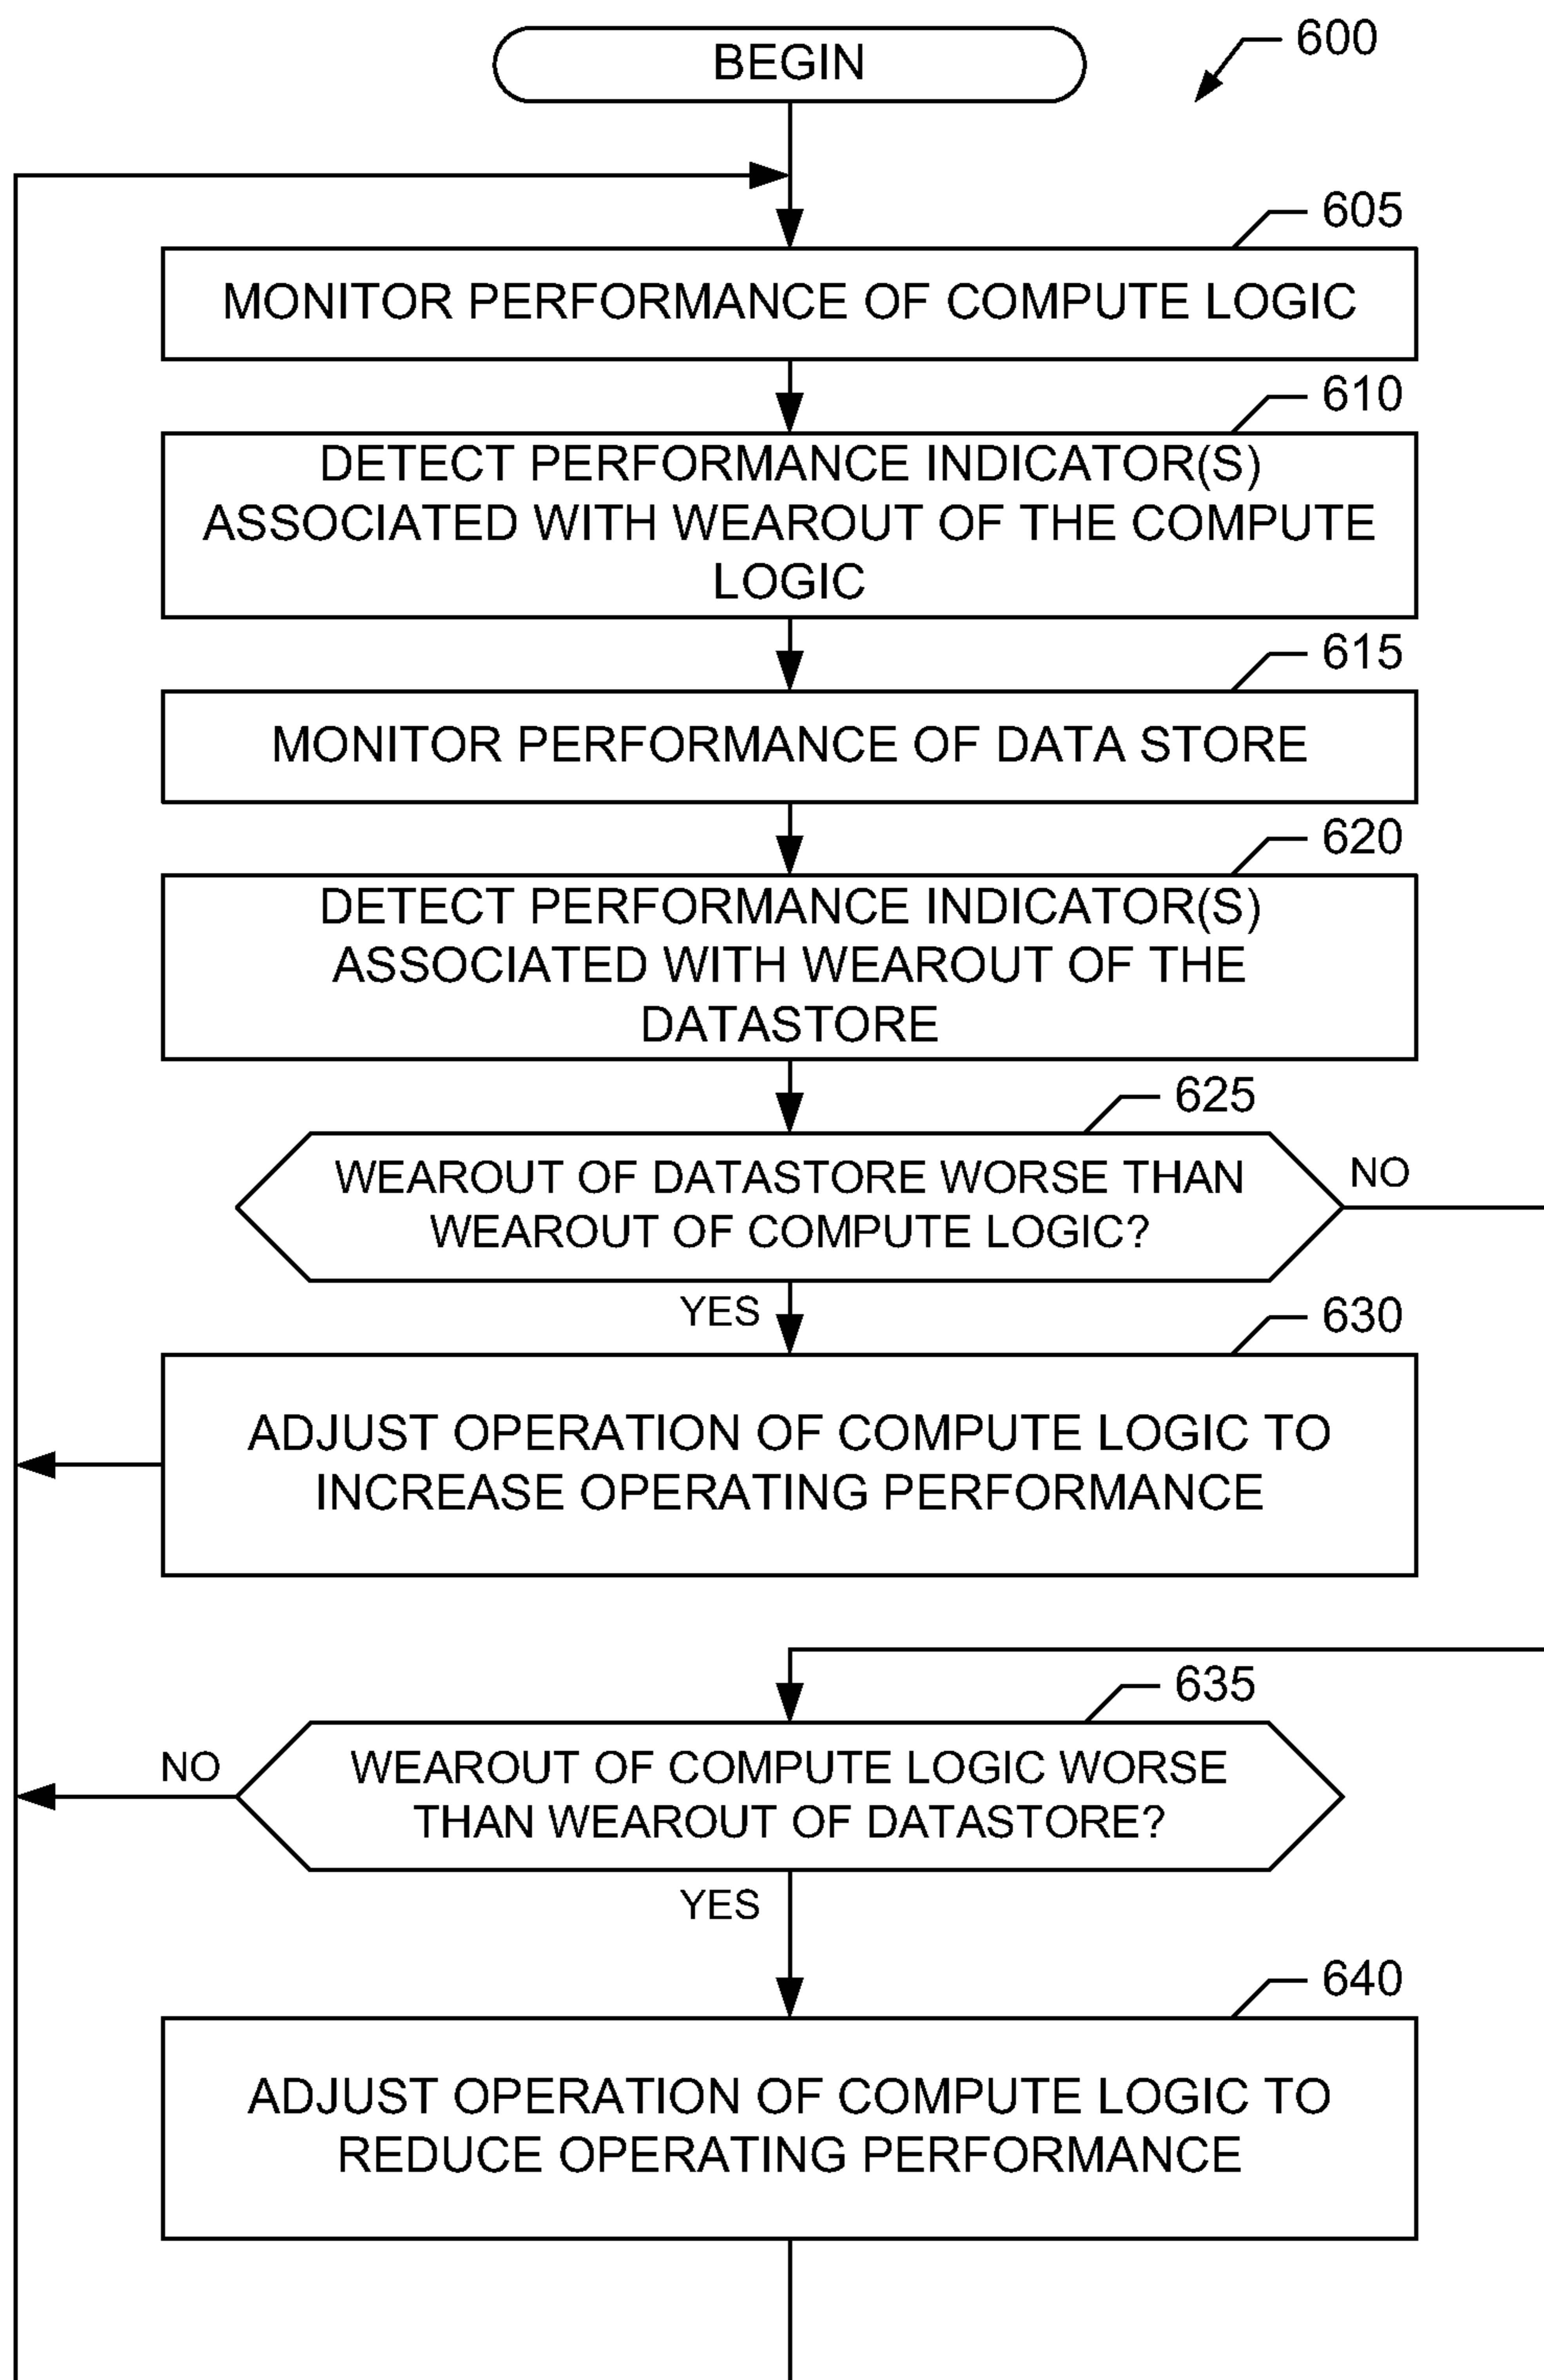 BEGIN
600
605
MONITOR PERFORMANCE OF COMPUTE LOGIC
610
DETECT PERFORMANCE INDICATOR(S)
ASSOCIATED WITH WEAROUT OF THE COMPUTE
LOGIC
615
MONITOR PERFORMANCE OF DATA STORE
620
DETECT PERFORMANCE INDICATOR(S)
ASSOCIATED WITH WEAROUT OF THE
DATASTORE
625
WEAROUT OF DATASTORE WORSE THAN
WEAROUT OF COMPUTE LOGIC?
NO
YES
630
ADJUST OPERATION OF COMPUTE LOGIC TO
INCREASE OPERATING PERFORMANCE
635
NO
WEAROUT OF COMPUTE LOGIC WORSE
THAN WEAROUT OF DATASTORE?
YES
640
ADJUST OPERATION OF COMPUTE LOGIC TO
REDUCE OPERATING PERFORMANCE